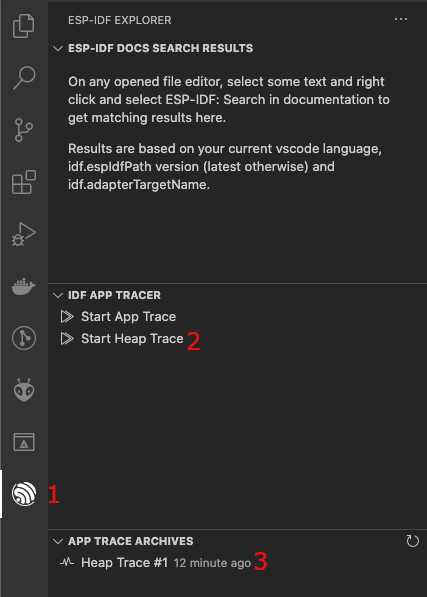 ESP-IDF EXPLORER
ESP-IDF DOCS SEARCH RESULTS
On any opened file editor, select some text and right
click and select ESP-IDF: Search in documentation to
get matching results here.
Results are based on your current vscode language,
idf.espIdfPath version (latest otherwise) and
idf.adapterTargetName.
IDF APP TRACER
Start App Trace
Start Heap Trace 2
1
APP TRACE ARCHIVES
Heap Trace #1 12 minute ago 3